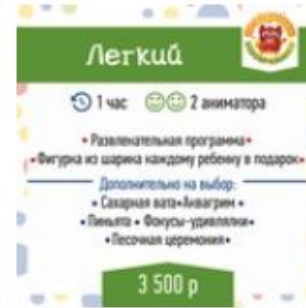 Легкий
1 час 2 аниматора
• Развлекательная программа•
•Фигурка из шарика каждому ребенку в подарок•
Дополнительно на выбор:
• Сахарная вата•Аквагрим •
•Пиньята • Фокусы-удивлялки•
•Песочная церемония•
3 500 р